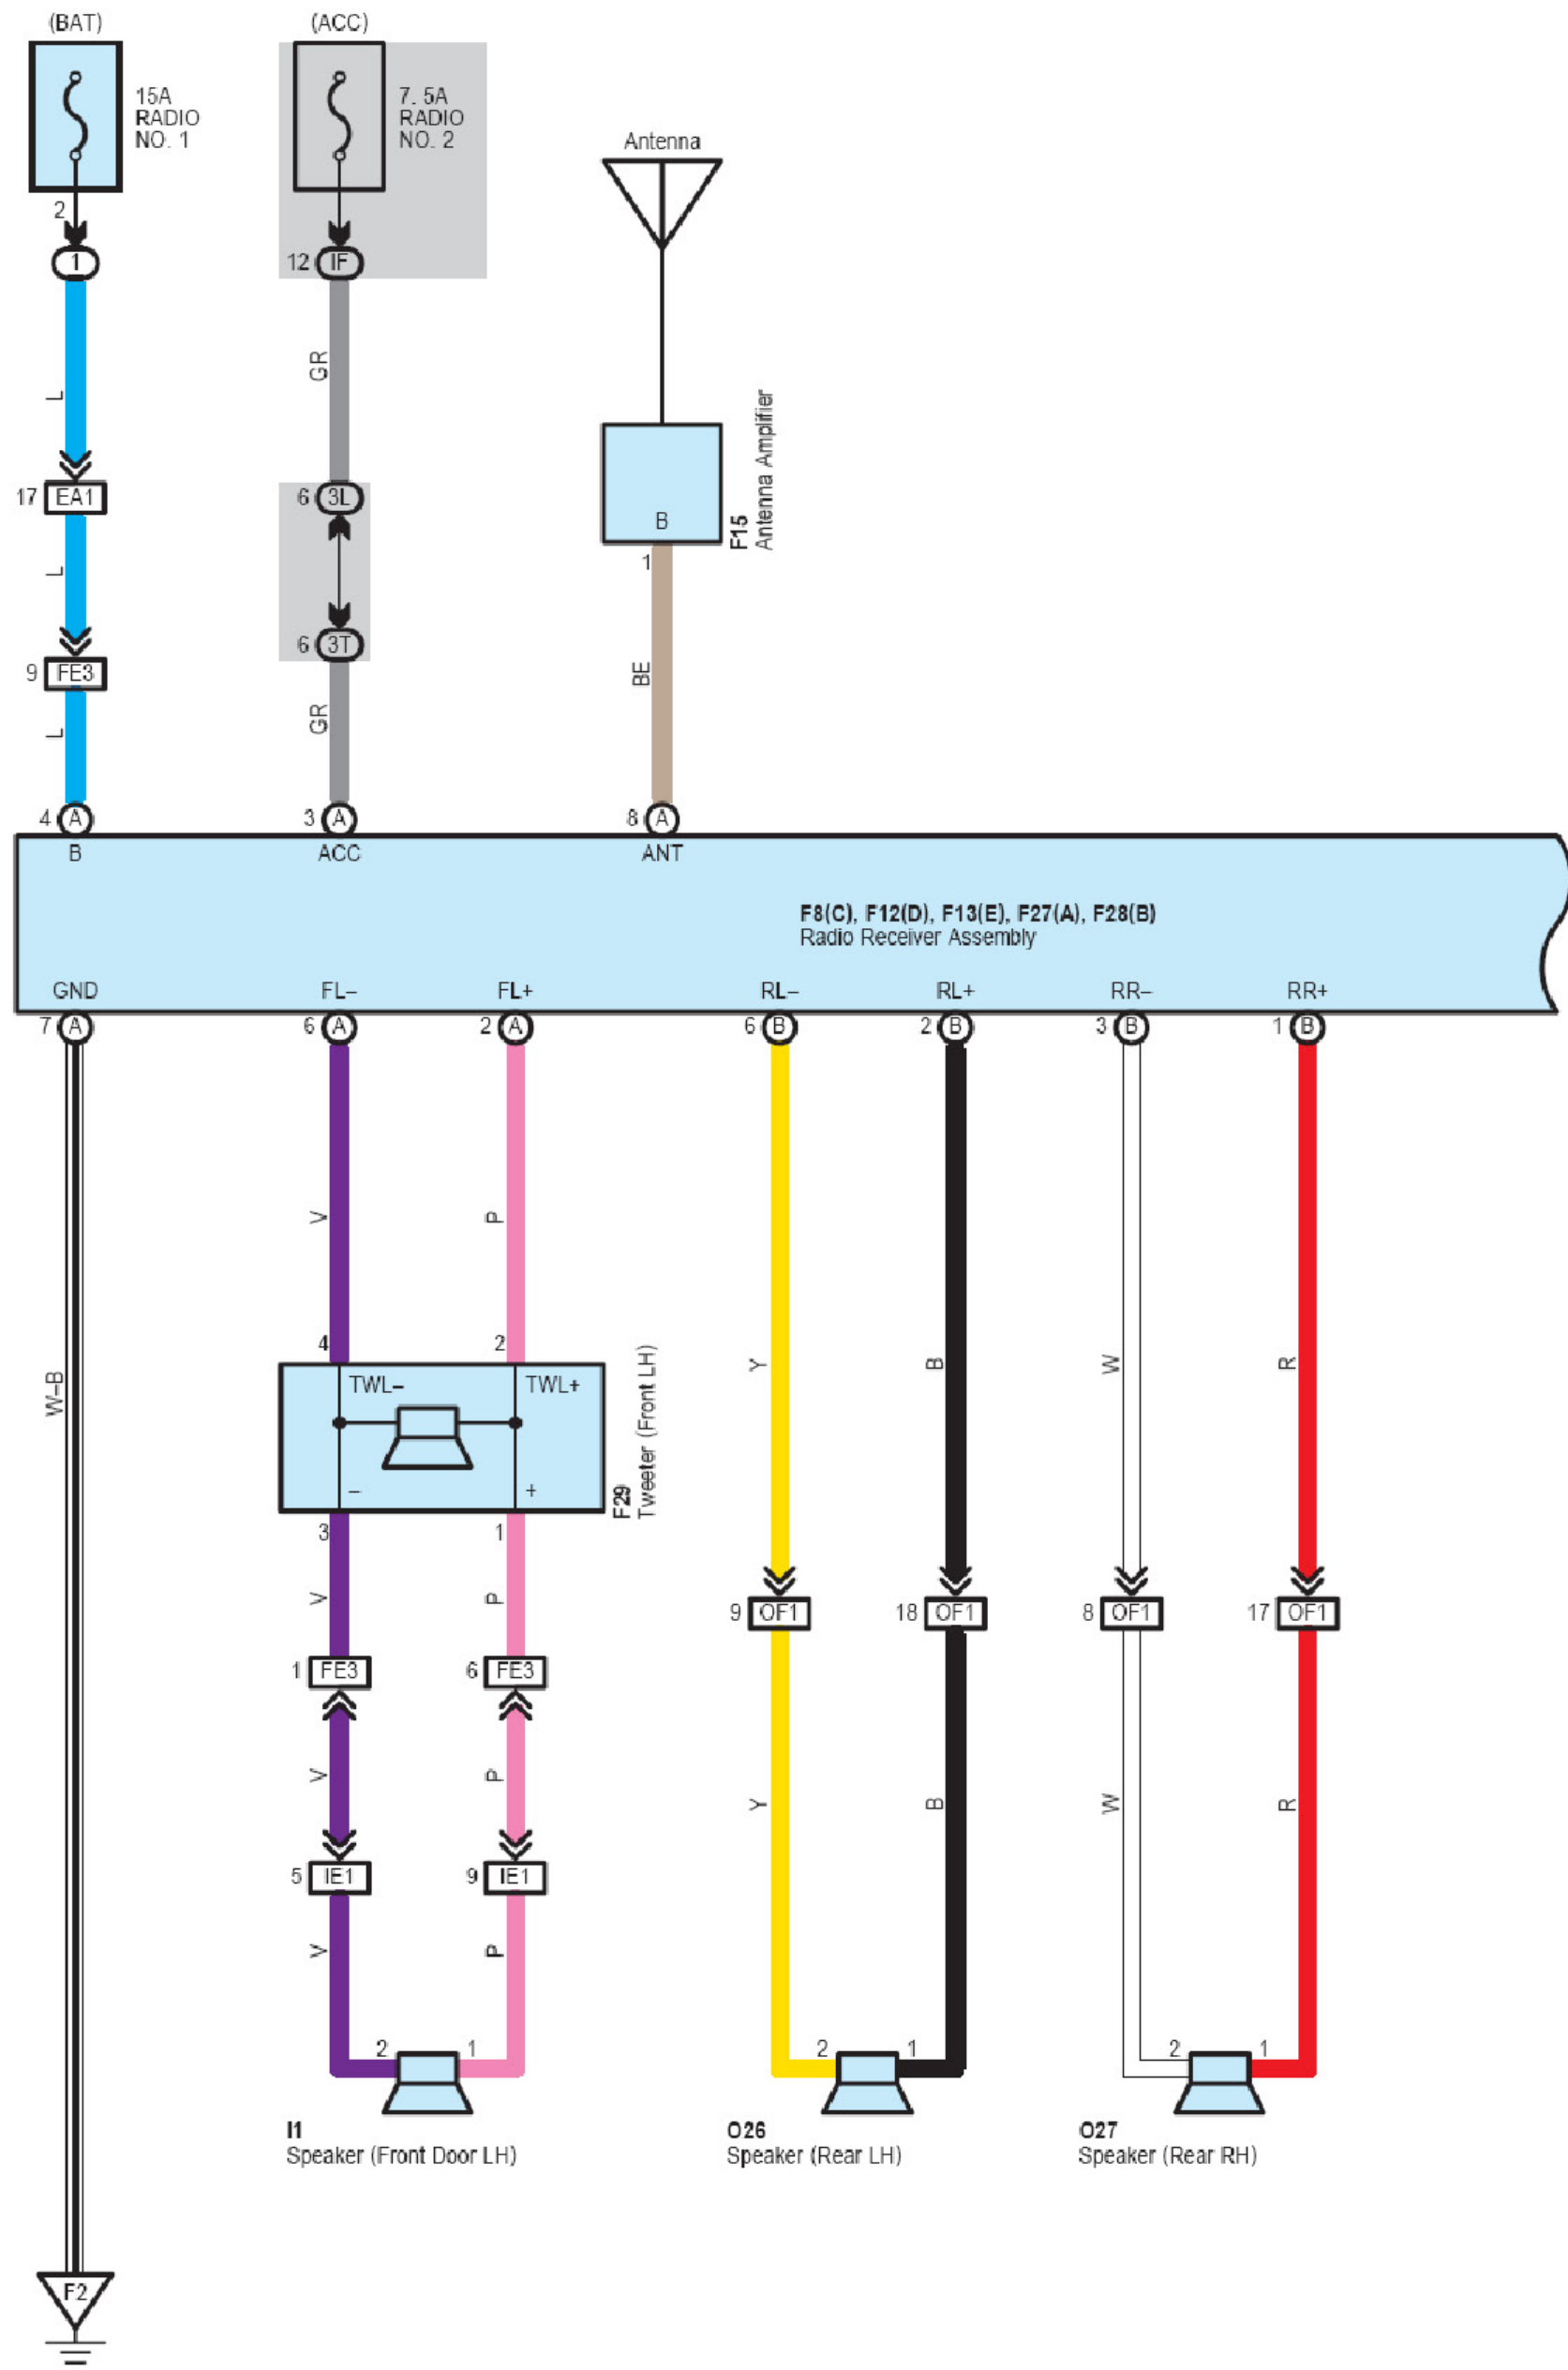 (BAT)
(ACC)
15A
RADIO
NO. 1
7. 5A
RADIO
NO. 2
Antenna
2
1
12 IF
L
GR
17 EA1
6 3L
B
F15
Antenna Amplifier
1
L
6 3T
9 FE3
BE
L
GR
4 A
3 A
8 A
B
ACC
ANT
F8(C), F12(D), F13(E), F27(A), F28(B)
Radio Receiver Assembly
GND
FL–
FL+
RL–
RL+
RR–
RR+
7 A
6 A
2 A
6 B
2 B
3 B
1 B
V
P
4
2
W–B
TWL–
TWL+
–
+
F29
Tweeter (Front LH)
Y
B
W
R
3
1
V
P
9 OF1
18 OF1
8 OF1
17 OF1
1 FE3
6 FE3
V
P
Y
B
W
R
5 IE1
9 IE1
V
P
2
1
2
1
2
1
I1
Speaker (Front Door LH)
O26
Speaker (Rear LH)
O27
Speaker (Rear RH)
F2